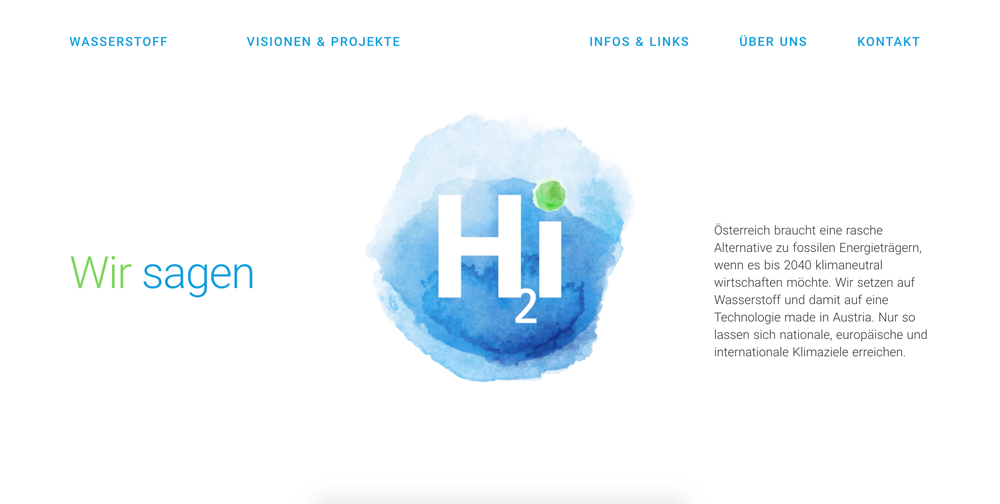 WASSERSTOFF
VISIONEN & PROJEKTE
INFOS & LINKS
ÜBER UNS
KONTAKT
Wir sagen
Hi
2
Österreich braucht eine rasche
Alternative zu fossilen Energieträgern,
wenn es bis 2040 klimaneutral
wirtschaften möchte. Wir setzen auf
Wasserstoff und damit auf eine
Technologie made in Austria. Nur so
lassen sich nationale, europäische und
internationale Klimaziele erreichen.